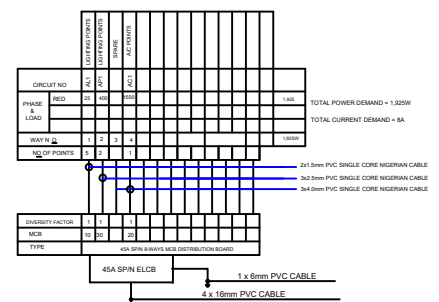 LIGHTING POINTS
LIGHTING POINTS
SPARE
A/C POINTS
CIRCUIT NO AL1 AP1 AC1
PHASE & LOAD
RED 25 400 1500 1,925
TOTAL POWER DEMAND = 1,925W
TOTAL CURRENT DEMAND = 8A
WAY N O 1 2 3 4 1,925W
NO OF POINTS 5 2 1
2x1.5mm PVC SINGLE CORE NIGERIAN CABLE
3x2.5mm PVC SINGLE CORE NIGERIAN CABLE
3x4.0mm PVC SINGLE CORE NIGERIAN CABLE
DIVERSITY FACTOR 1 1 1
MCB 10 30 20
TYPE 45A SP/N 8-WAYS MCB DISTRIBUTION BOARD
45A SP/N ELCB
1 x 6mm PVC CABLE
4 x 16mm PVC CABLE